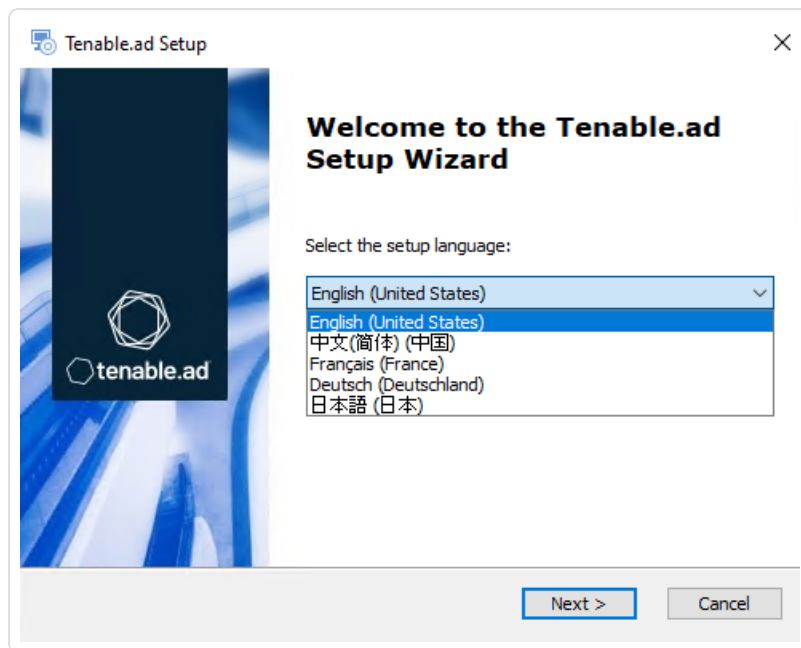 Tenable.ad Setup
Welcome to the Tenable.ad
Setup Wizard
Select the setup language:
English (United States)
English (United States)
中文(简体) (中国)
Français (France)
Deutsch (Deutschland)
日本語 (日本)
tenable.ad
Next >
Cancel